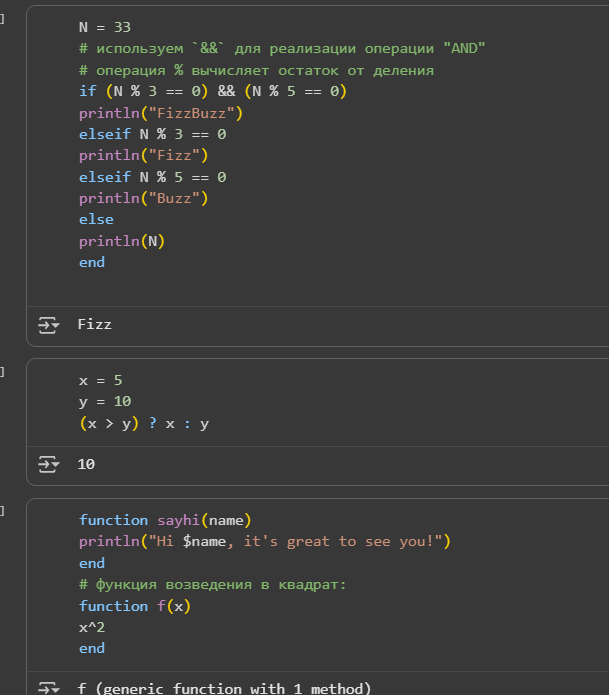 ]
N = 33
# используем `&&` для реализации операции "AND"
# операция % вычисляет остаток от деления
if (N % 3 == 0) && (N % 5 == 0)
println("FizzBuzz")
elseif N % 3 == 0
println("Fizz")
elseif N % 5 == 0
println("Buzz")
else
println(N)
end
Fizz
]
x = 5
y = 10
(x > y) ? x : y
10
]
function sayhi(name)
println("Hi $name, it's great to see you!")
end
# функция возведения в квадрат:
function f(x)
x^2
end
f (generic function with 1 method)